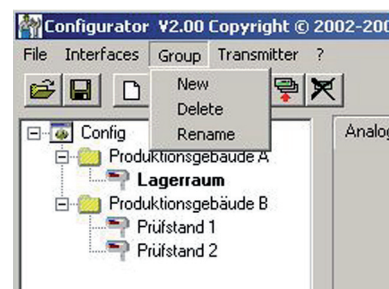 Configurator V2.00 Copyright © 2002-200
File Interfaces Group Transmitter ?
New
Delete
Rename
Config
Analog
Produktionsgebäude A
Lagerraum
Produktionsgebäude B
Prüfstand 1
Prüfstand 2